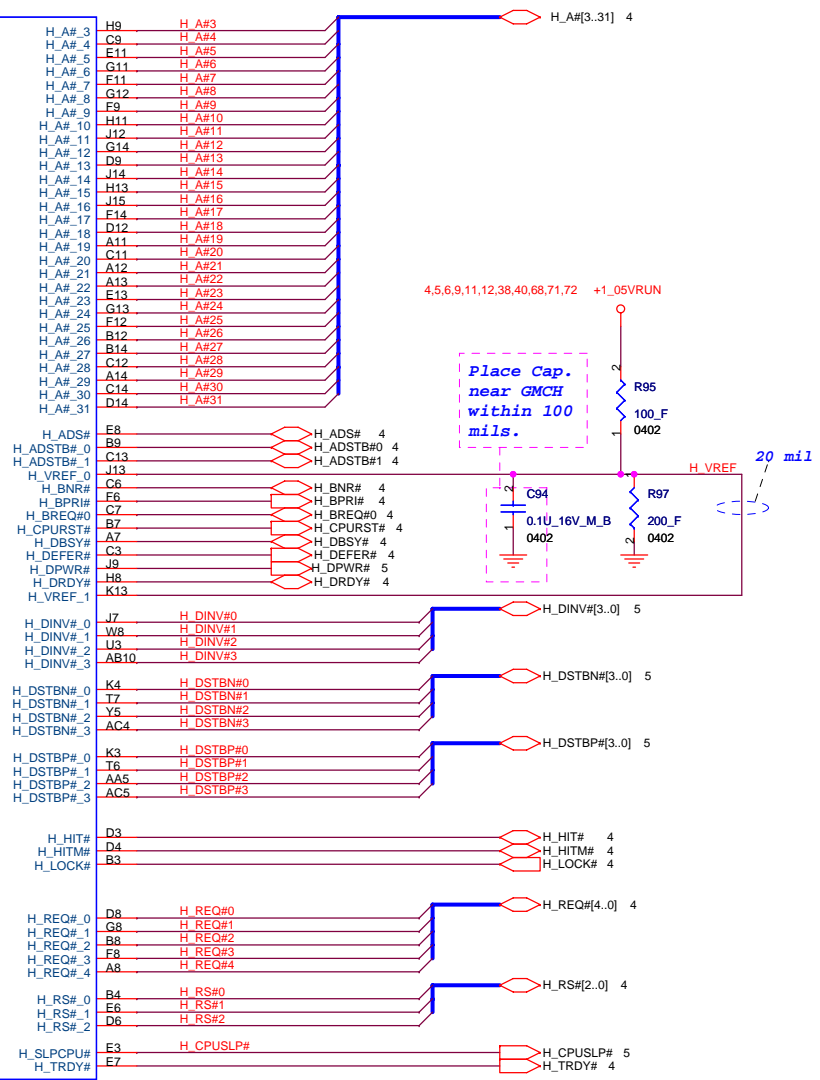 H_A#_3 H9 H_A#3 H_A#[3..31] 4
H_A#_4 C9 H_A#4
H_A#_5 E11 H_A#5
H_A#_6 G11 H_A#6
H_A#_7 F11 H_A#7
H_A#_8 G12 H_A#8
H_A#_9 F9 H_A#9
H_A#_10 H11 H_A#10
H_A#_11 J12 H_A#11
H_A#_12 G14 H_A#12
H_A#_13 D9 H_A#13
H_A#_14 J14 H_A#14
H_A#_15 H13 H_A#15
H_A#_16 J15 H_A#16
H_A#_17 F14 H_A#17
H_A#_18 D12 H_A#18
H_A#_19 A11 H_A#19
H_A#_20 C11 H_A#20
H_A#_21 A12 H_A#21
H_A#_22 A13 H_A#22
H_A#_23 E13 H_A#23
H_A#_24 G13 H_A#24
H_A#_25 F12 H_A#25
H_A#_26 B12 H_A#26
H_A#_27 B14 H_A#27
H_A#_28 C12 H_A#28
H_A#_29 A14 H_A#29
H_A#_30 C14 H_A#30
H_A#_31 D14 H_A#31
4,5,6,9,11,12,38,40,68,71,72 +1_05VRUN
Place Cap.
near GMCH
within 100
mils.
2
R95
100_F
1
0402
H_ADS# E8 H_ADS# 4
H_ADSTB#_0 B9 H_ADSTB#0 4
H_ADSTB#_1 C13 H_ADSTB#1 4
H_VREF_0 J13 H_VREF
20 mil
H_BNR# C6 H_BNR# 4
H_BPRI# F6 H_BPRI# 4
H_BREQ#0 C7 H_BREQ#0 4
H_CPURST# B7 H_CPURST# 4
H_DBSY# A7 H_DBSY# 4
H_DEFER# C3 H_DEFER# 4
H_DPWR# J9 H_DPWR# 5
H_DRDY# H8 H_DRDY# 4
H_VREF_1 K13
2
C94
0.1U_16V_M_B
1
0402
1
R97
200_F
2
0402
H_DINV#_0 J7 H_DINV#0 H_DINV#[3..0] 5
H_DINV#_1 W8 H_DINV#1
H_DINV#_2 U3 H_DINV#2
H_DINV#_3 AB10 H_DINV#3
H_DSTBN#_0 K4 H_DSTBN#0 H_DSTBN#[3..0] 5
H_DSTBN#_1 T7 H_DSTBN#1
H_DSTBN#_2 Y5 H_DSTBN#2
H_DSTBN#_3 AC4 H_DSTBN#3
H_DSTBP#_0 K3 H_DSTBP#0 H_DSTBP#[3..0] 5
H_DSTBP#_1 T6 H_DSTBP#1
H_DSTBP#_2 AA5 H_DSTBP#2
H_DSTBP#_3 AC5 H_DSTBP#3
H_HIT# D3 H_HIT# 4
H_HITM# D4 H_HITM# 4
H_LOCK# B3 H_LOCK# 4
H_REQ#_0 D8 H_REQ#0 H_REQ#[4..0] 4
H_REQ#_1 G8 H_REQ#1
H_REQ#_2 B8 H_REQ#2
H_REQ#_3 F8 H_REQ#3
H_REQ#_4 A8 H_REQ#4
H_RS#_0 B4 H_RS#0 H_RS#[2..0] 4
H_RS#_1 E6 H_RS#1
H_RS#_2 D6 H_RS#2
H_SLPCPU# E3 H_CPUSLP# H_CPUSLP# 5
H_TRDY# E7 H_TRDY# 4